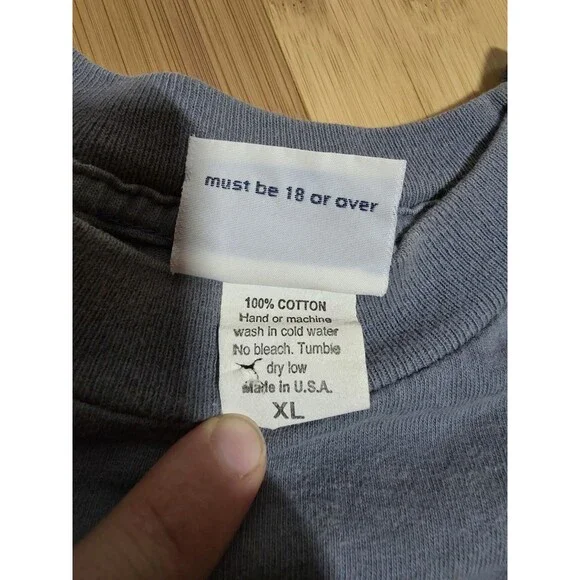 must be 18 or over
100% COTTON
Hand or machine
wash in cold water
No bleach. Tumble
dry low
Made in U.S.A.
XL